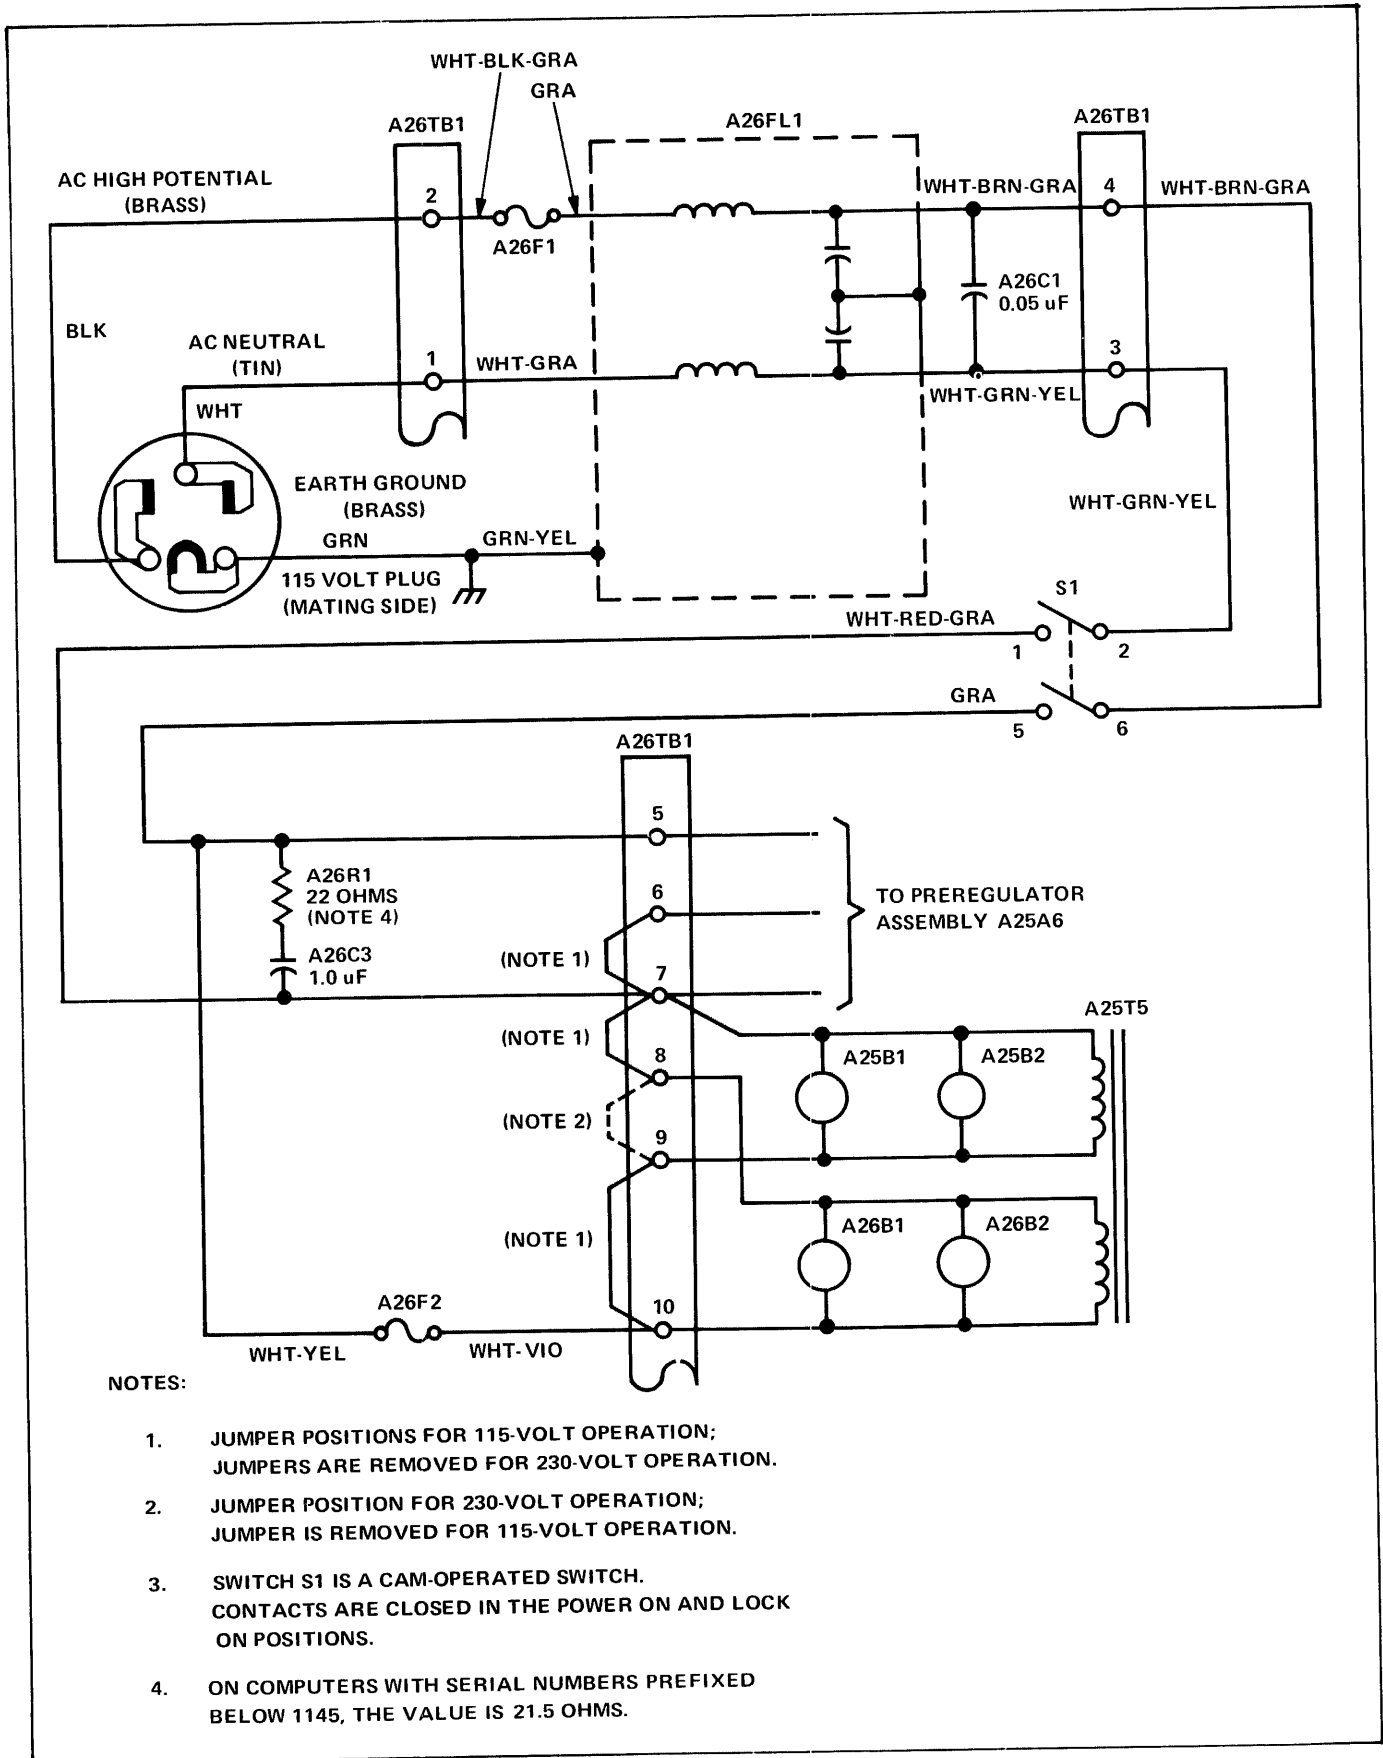 WHT-BLK-GRA
GRA
A26TB1
A26FL1
A26TB1
AC HIGH POTENTIAL
(BRASS)
2
A26F1
WHT-BRN-GRA
4
WHT-BRN-GRA
A26C1
0.05 uF
BLK
AC NEUTRAL
(TIN)
1
WHT-GRA
3
WHT-GRN-YEL
WHT
EARTH GROUND
(BRASS)
WHT-GRN-YEL
GRN
GRN-YEL
115 VOLT PLUG
(MATING SIDE)
S1
WHT-RED-GRA
1
2
GRA
5
6
A26TB1
5
A26R1
22 OHMS
(NOTE 4)
6
TO PREREGULATOR
ASSEMBLY A25A6
A26C3
1.0 uF
(NOTE 1)
7
A25T5
(NOTE 1)
8
A25B1
A25B2
(NOTE 2)
9
(NOTE 1)
A26B1
A26B2
A26F2
10
WHT-YEL
WHT-VIO
NOTES:
1. JUMPER POSITIONS FOR 115-VOLT OPERATION;
JUMPERS ARE REMOVED FOR 230-VOLT OPERATION.
2. JUMPER POSITION FOR 230-VOLT OPERATION;
JUMPER IS REMOVED FOR 115-VOLT OPERATION.
3. SWITCH S1 IS A CAM-OPERATED SWITCH.
CONTACTS ARE CLOSED IN THE POWER ON AND LOCK
ON POSITIONS.
4. ON COMPUTERS WITH SERIAL NUMBERS PREFIXED
BELOW 1145, THE VALUE IS 21.5 OHMS.